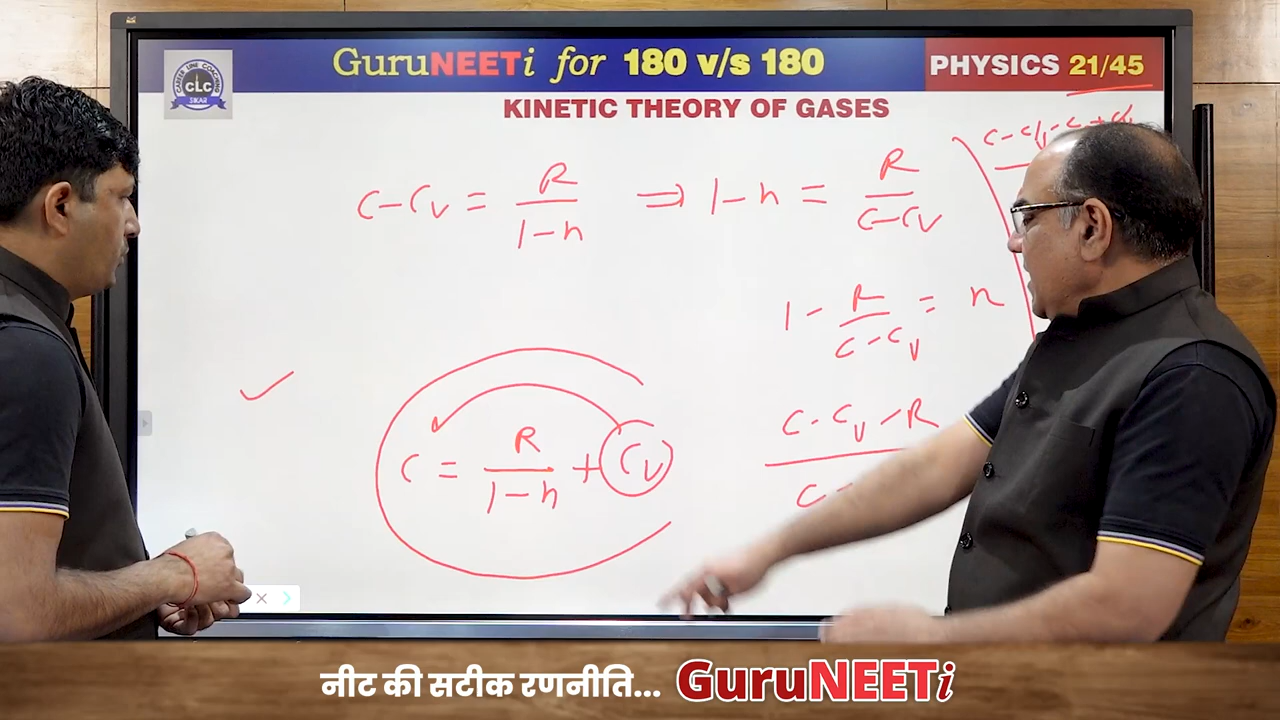 GuruNEETi for 180 v/s 180
PHYSICS 21/45
CLC
SIKAR
KINETIC THEORY OF GASES
C-Cv = R/1-n ⇒ 1-n = R/C-Cv
1 - R/C-Cv = n
C = R/1-n + Cv
C-Cv-R
C-
नीट की सटीक रणनीति... GuruNEETi